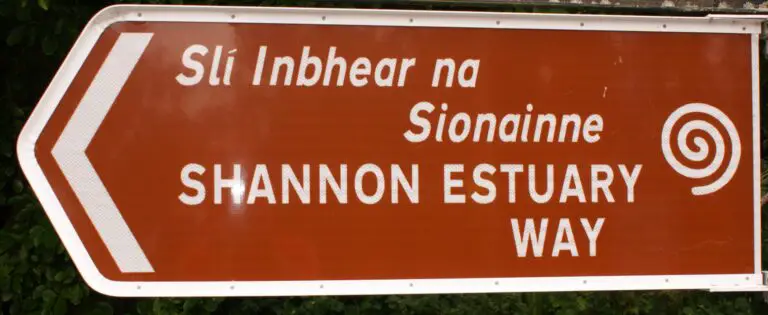 Slí Inbhear na
Sionainne
SHANNON ESTUARY
WAY